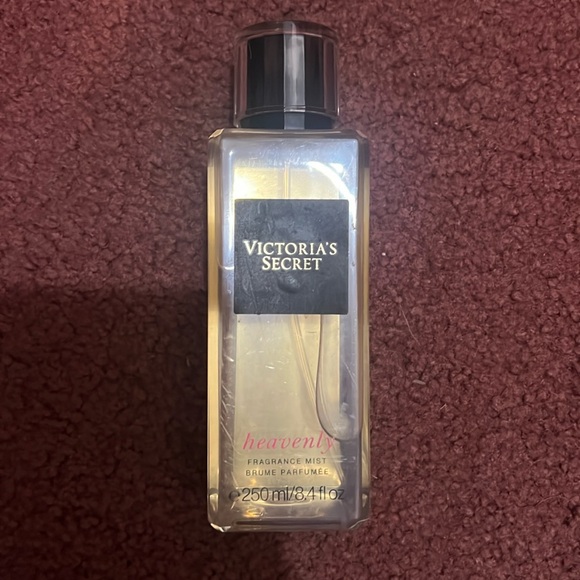 VICTORIA'S
SECRET
heavenly
FRAGRANCE MIST
BRUME PARFUMÉE
℮250 ml/8.4 fl oz